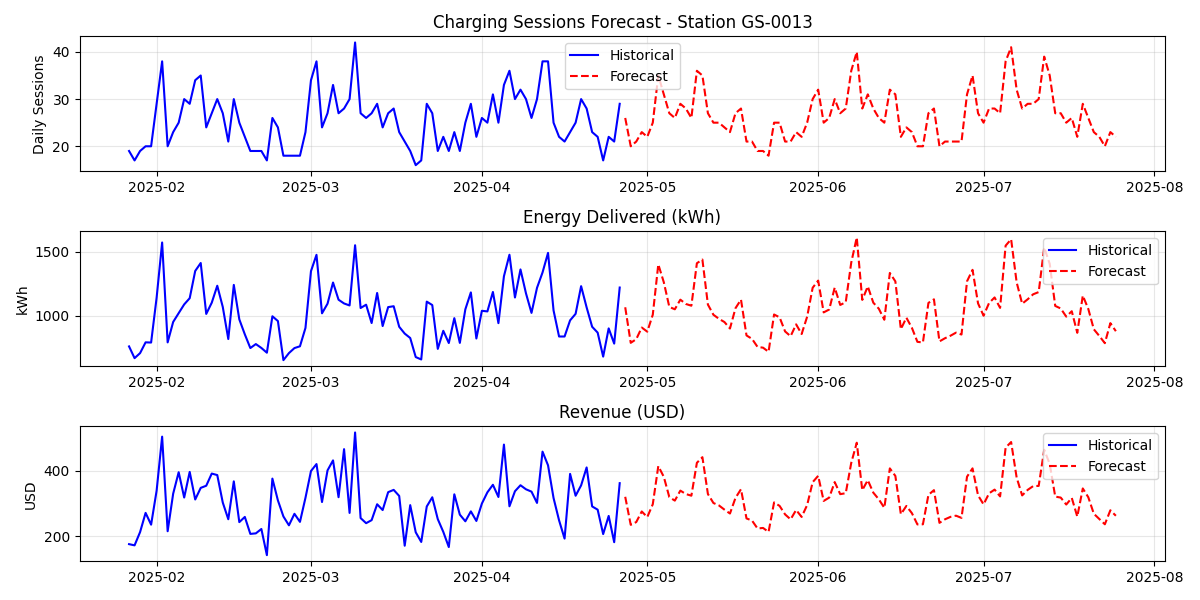 Charging Sessions Forecast - Station GS-0013
Daily Sessions
40
30
20
Historical
Forecast
2025-02
2025-03
2025-04
2025-05
2025-06
2025-07
2025-08
Energy Delivered (kWh)
kWh
1500
1000
Historical
Forecast
2025-02
2025-03
2025-04
2025-05
2025-06
2025-07
2025-08
Revenue (USD)
USD
400
200
Historical
Forecast
2025-02
2025-03
2025-04
2025-05
2025-06
2025-07
2025-08